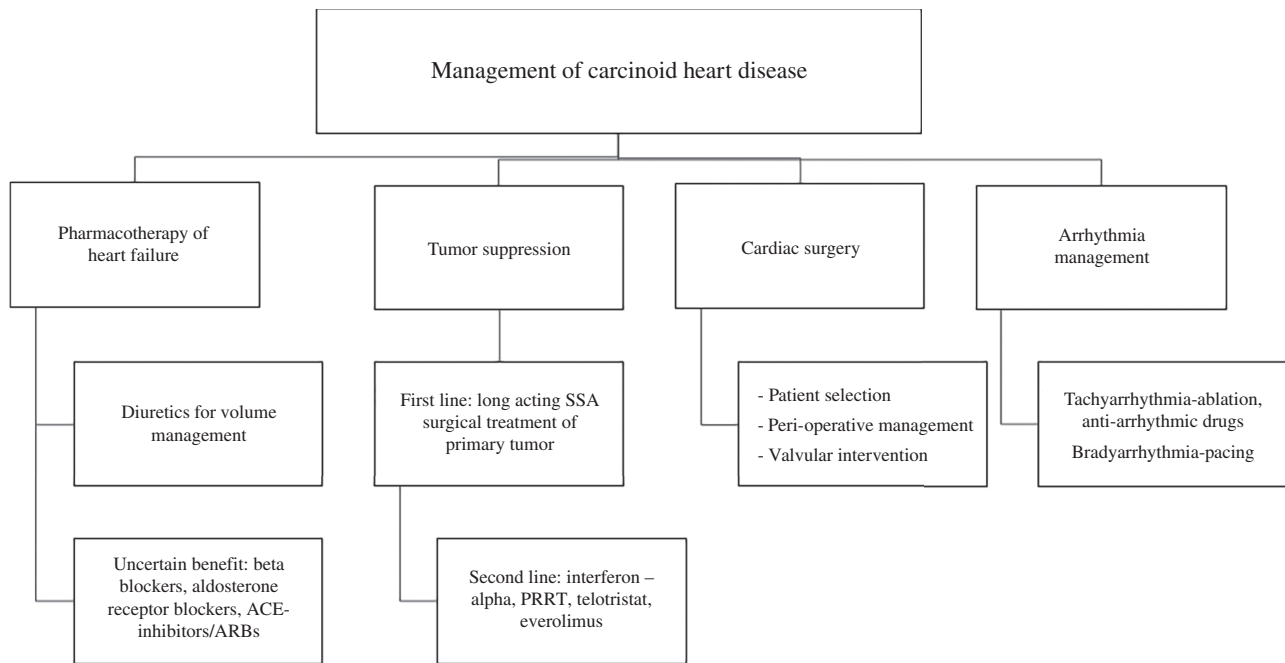 Management of carcinoid heart disease
Pharmacotherapy of
heart failure
Tumor suppression
Cardiac surgery
Arrhythmia
management
Diuretics for volume
management
First line: long acting SSA
surgical treatment of
primary tumor
- Patient selection
- Peri-operative management
- Valvular intervention
Tachyarrhythmia-ablation,
anti-arrhythmic drugs
Bradyarrhythmia-pacing
Uncertain benefit: beta
blockers, aldosterone
receptor blockers, ACE-
inhibitors/ARBs
Second line: interferon –
alpha, PRRT, telotristat,
everolimus